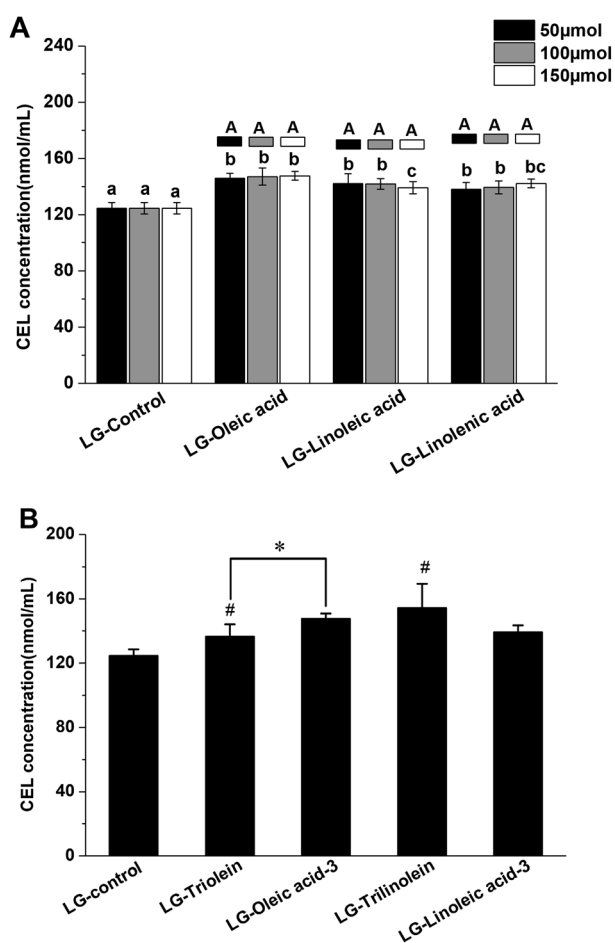 A
50μmol
100μmol
150μmol
CEL concentration(nmol/mL)
240
200
160
120
80
40
0
A A A A A A A A A
a a a b b b b b c b b bc
LG-Control
LG-Oleic acid
LG-Linoleic acid
LG-Linolenic acid
B
CEL concentration(nmol/mL)
200
160
120
80
40
0
*
# #
LG-control
LG-Triolein
LG-Oleic acid-3
LG-Trilinolein
LG-Linoleic acid-3